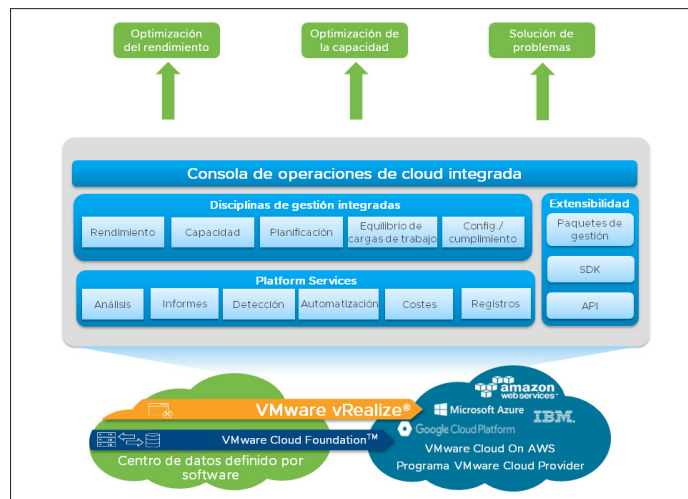 Optimización
del rendimiento
Optimización de
la capacidad
Solución de
problemas
Consola de operaciones de cloud integrada
Disciplinas de gestión integradas
Rendimiento
Capacidad
Planificación
Equilibrio de
cargas de trabajo
Config./
cumplimiento
Extensibilidad
Paquetes de
gestión
SDK
API
Platform Services
Análisis
Informes
Detección
Automatización
Costes
Registros
VMware vRealize®
VMware Cloud Foundation™
Centro de datos definido por
software
amazon
web services™
Microsoft Azure
IBM.
Google Cloud Platform
VMware Cloud On AWS
Programa VMware Cloud Provider